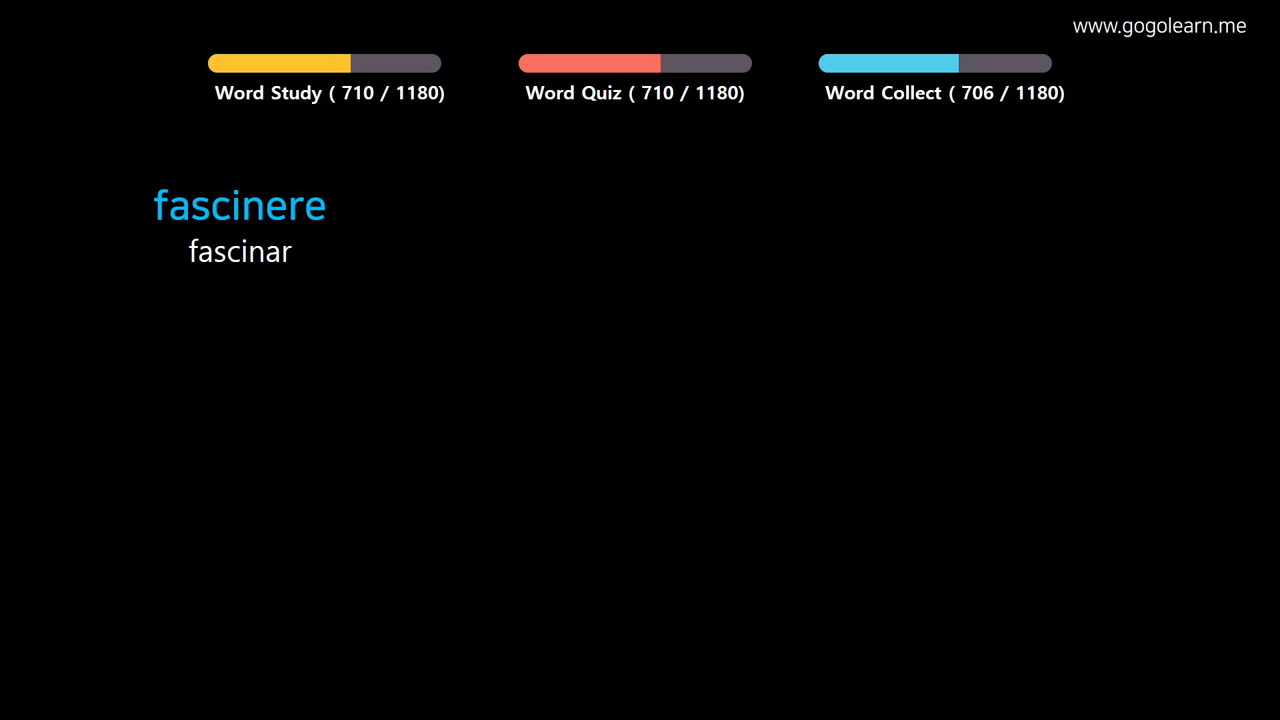 www.gogolearn.me
Word Study ( 710 / 1180)
Word Quiz ( 710 / 1180)
Word Collect ( 706 / 1180)
fascinere
fascinar